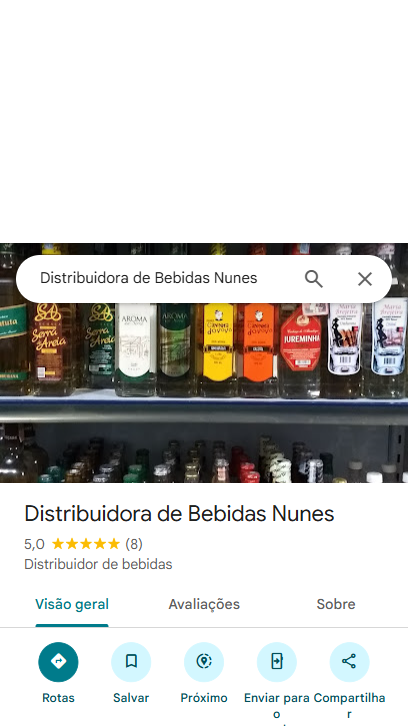 Distribuidora de Bebidas Nunes
Serra
Areia
AROMA
AROMA
JUREMINHA
Distribuidora de Bebidas Nunes
5,0 (8)
Distribuidor de bebidas
Visão geral Avaliações Sobre
Rotas Salvar Próximo Enviar para o Compartilhar